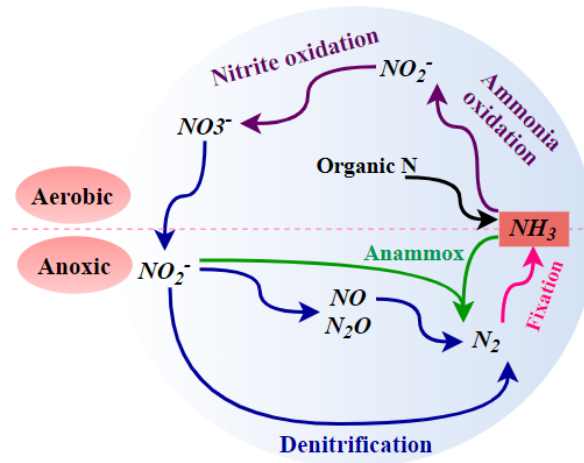 Nitrite oxidation
NO₂⁻
Ammonia
oxidation
NO3⁻
Organic N
Aerobic
NH₃
Anoxic
Anammox
NO₂⁻
NO
N₂O
N₂
Fixation
Denitrification